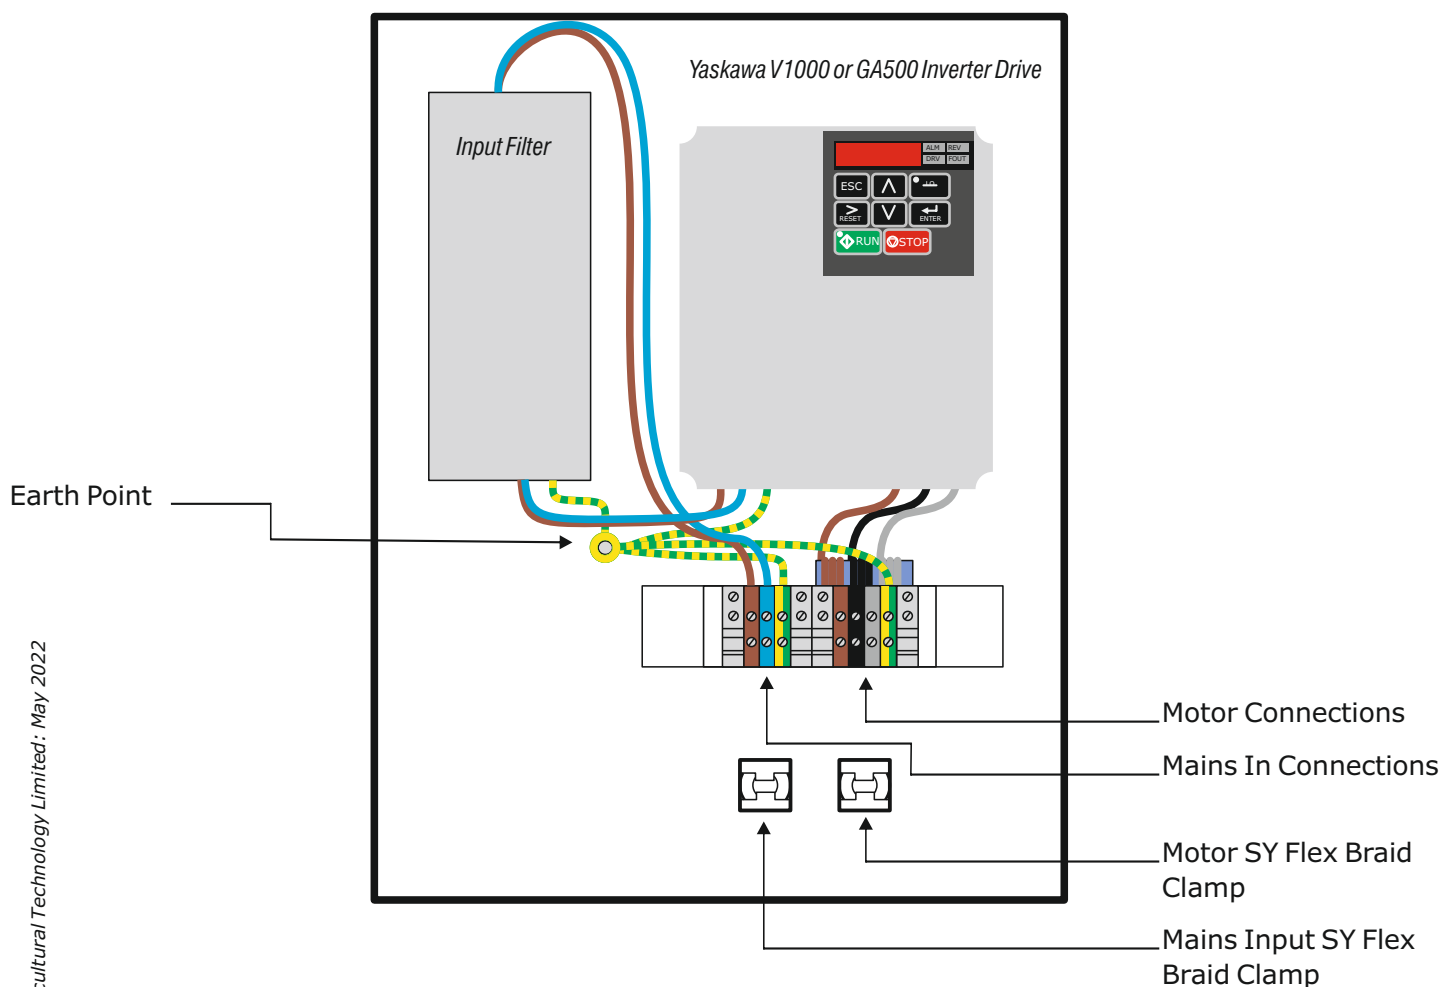 Yaskawa V1000 or GA500 Inverter Drive
Input Filter
ALM REV
DRV FOUT
ESC
RESET
ENTER
RUN
STOP
Earth Point
Motor Connections
Mains In Connections
Motor SY Flex Braid
Clamp
Mains Input SY Flex
Braid Clamp
Technology Limited: May 2022